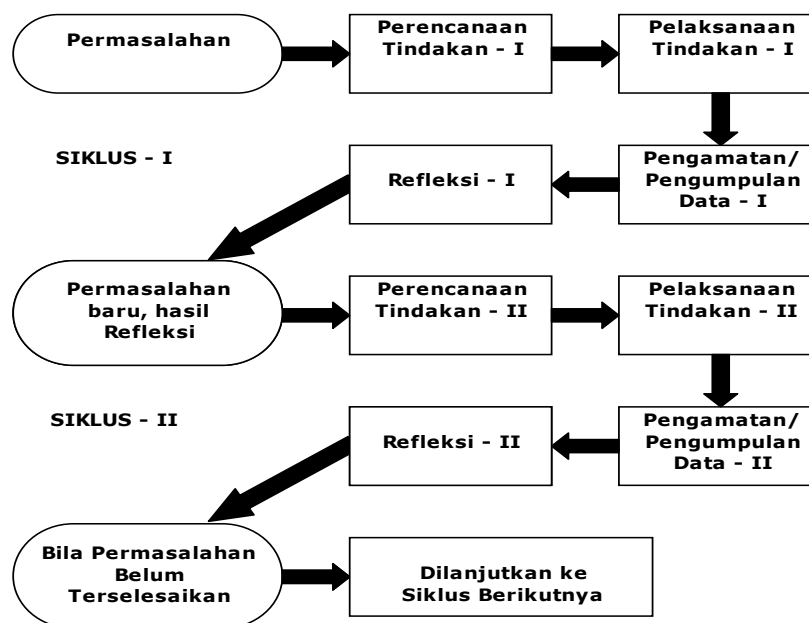 Permasalahan
Perencanaan
Tindakan - I
Pelaksanaan
Tindakan - I
SIKLUS - I
Refleksi - I
Pengamatan/
Pengumpulan
Data - I
Permasalahan
baru, hasil
Refleksi
Perencanaan
Tindakan - II
Pelaksanaan
Tindakan - II
SIKLUS - II
Refleksi - II
Pengamatan/
Pengumpulan
Data - II
Bila Permasalahan
Belum
Terselesaikan
Dilanjutkan ke
Siklus Berikutnya